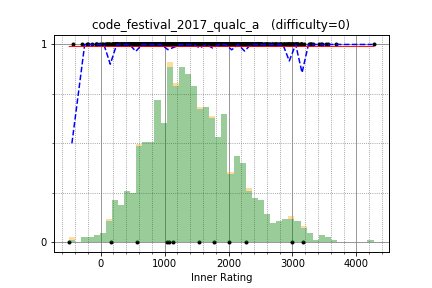 code_festival_2017_qualc_a   (difficulty=0)
1
0
0 1000 2000 3000 4000
Inner Rating